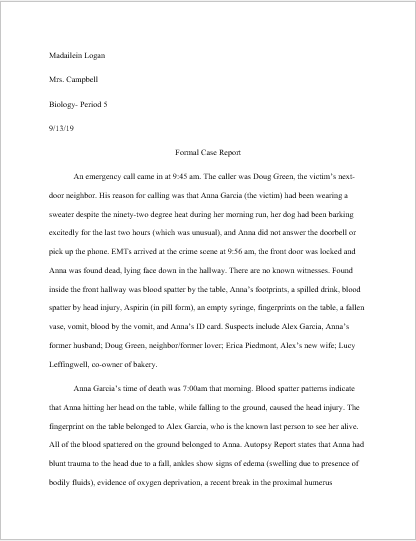 Madailein Logan
Mrs. Campbell
Biology- Period 5
9/13/19
Formal Case Report
An emergency call came in at 9:45 am. The caller was Doug Green, the victim's next-
door neighbor. His reason for calling was that Anna Garcia (the victim) had been wearing a
sweater despite the ninety-two degree heat during her morning run, her dog had been barking
excitedly for the last two hours (which was unusual), and Anna did not answer the doorbell or
pick up the phone. EMTs arrived at the crime scene at 9:56 am, the front door was locked and
Anna was found dead, lying face down in the hallway. There are no known witnesses. Found
inside the front hallway was blood spatter by the table, Anna's footprints, a spilled drink, blood
spatter by head injury, Aspirin (in pill form), an empty syringe, fingerprints on the table, a fallen
vase, vomit, blood by the vomit, and Anna's ID card. Suspects include Alex Garcia, Anna's
former husband; Doug Green, neighbor/former lover; Erica Piedmont, Alex's new wife; Lucy
Leffingwell, co-owner of bakery.
Anna Garcia's time of death was 7:00am that morning. Blood spatter patterns indicate
that Anna hitting her head on the table, while falling to the ground, caused the head injury. The
fingerprint on the table belonged to Alex Garcia, who is the known last person to see her alive.
All of the blood spattered on the ground belonged to Anna. Autopsy Report states that Anna had
blunt trauma to the head due to a fall, ankles show signs of edema (swelling due to presence of
bodily fluids), evidence of oxygen deprivation, a recent break in the proximal humerus